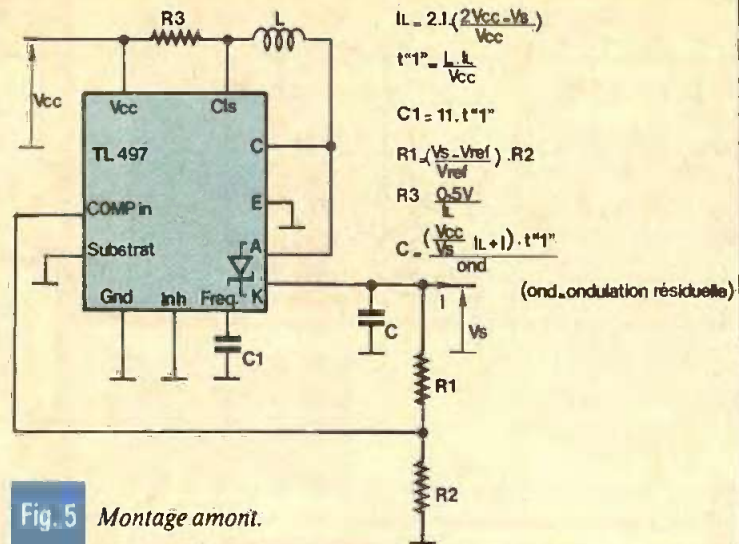 R3
L
Vcc
Vcc
Cls
TL 497
C
E
COMP in
A
Substrat
Gnd
Inh
Freq.
K
C1
C
I
Vs
R1
R2
IL = 2.I.(2Vcc-Vs/Vcc)
t"1" = L.IL/Vcc
C1 = 11.t"1"
R1=(Vs-Vref/Vref).R2
R3 0,5V/IL
C = (Vcc/Vs IL+I).t"1"/ond
(ond=ondulation résiduelle)
Fig. 5 Montage amont.